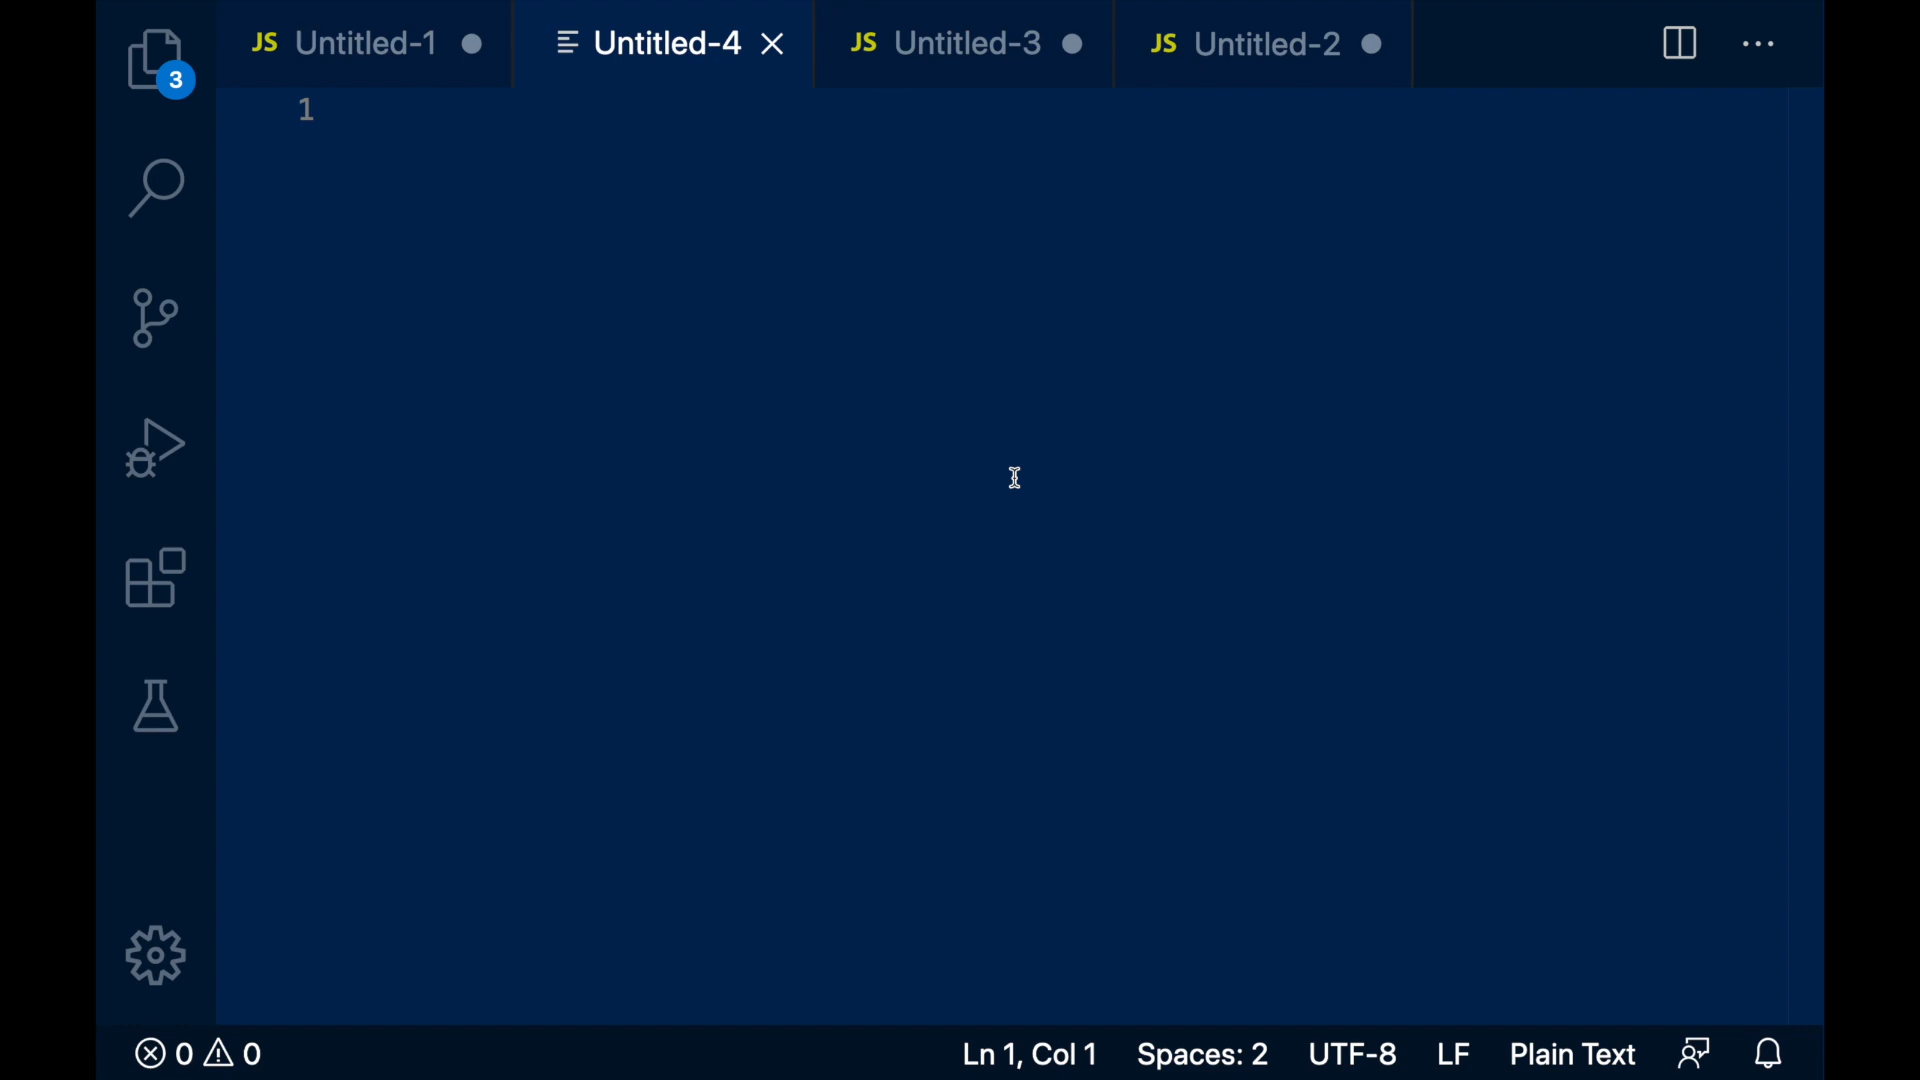 JS Untitled-1 Untitled-4 JS Untitled-3 JS Untitled-2
3
1
0 0 Ln 1, Col 1 Spaces: 2 UTF-8 LF Plain Text